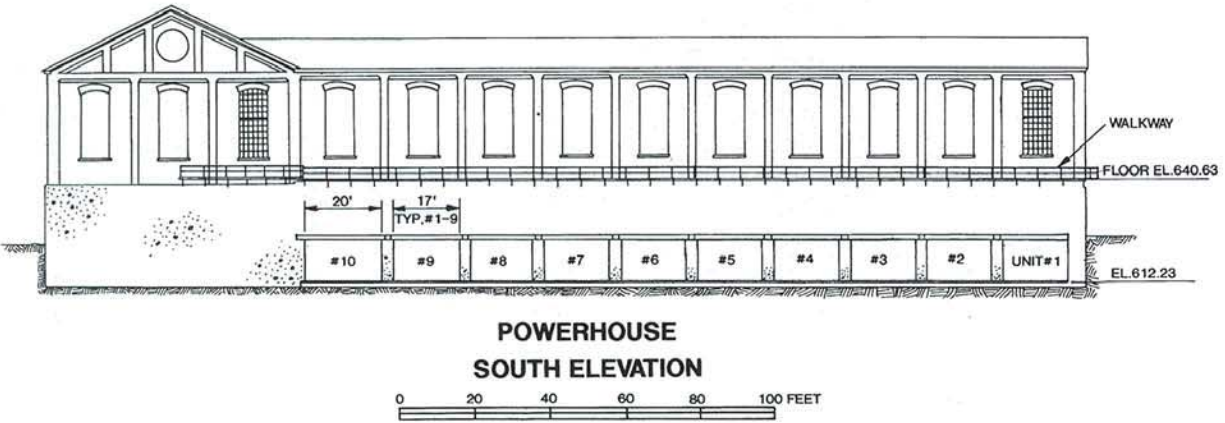 WALKWAY
FLOOR EL.640.63
20' 17'
TYP.#1-9
#10 #9 #8 #7 #6 #5 #4 #3 #2 UNIT#1
EL.612.23
POWERHOUSE
SOUTH ELEVATION
0 20 40 60 80 100 FEET